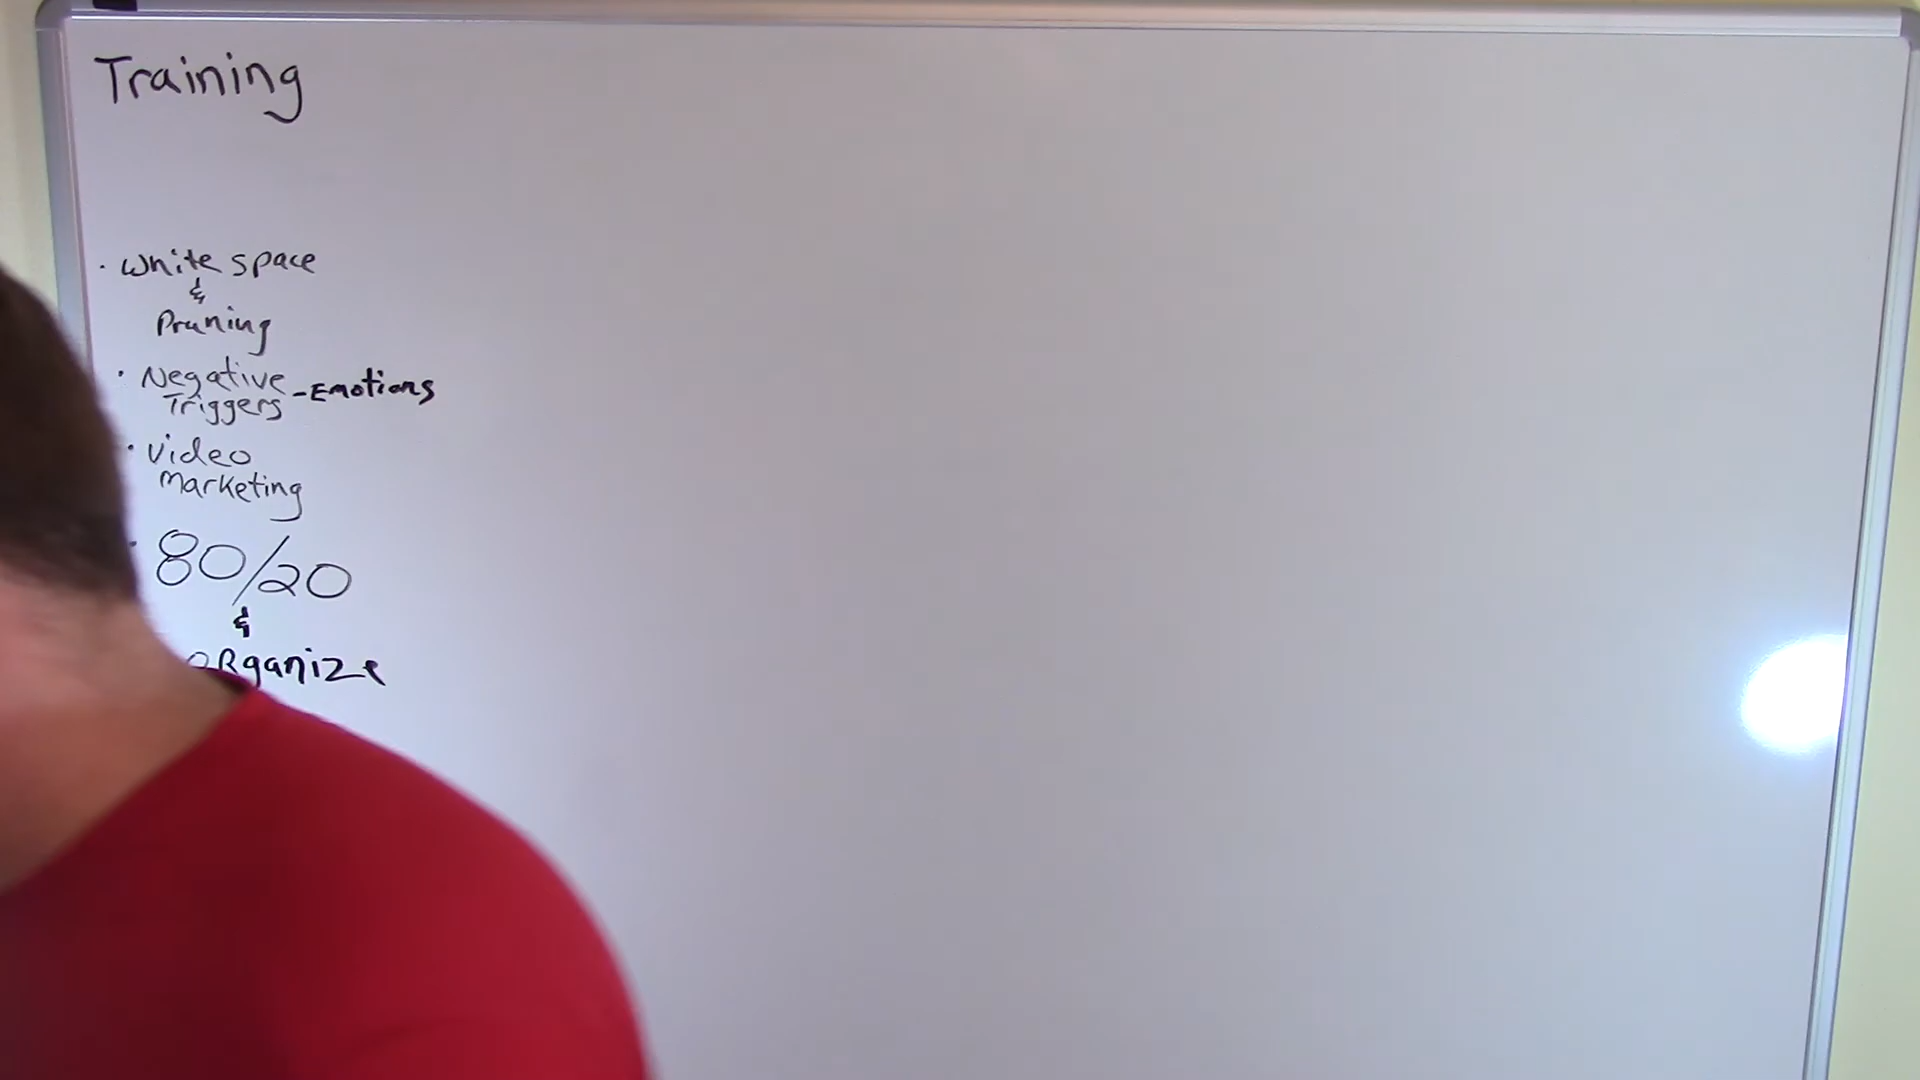 Training
· White space
&
Pruning
· Negative
Triggers - Emotions
· Video
Marketing
· 80/20
&
ORganize